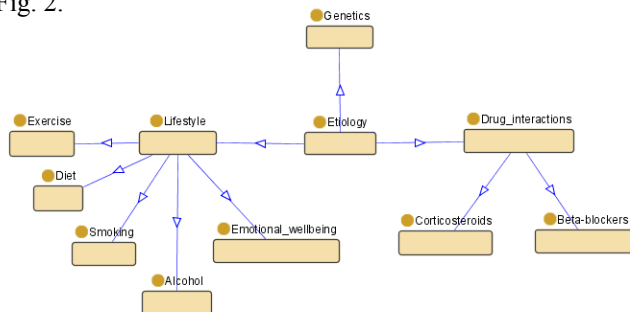 Fig. 2.
Genetics
Exercise
Lifestyle
Etiology
Drug_interactions
Diet
Smoking
Emotional_wellbeing
Corticosteroids
Beta-blockers
Alcohol